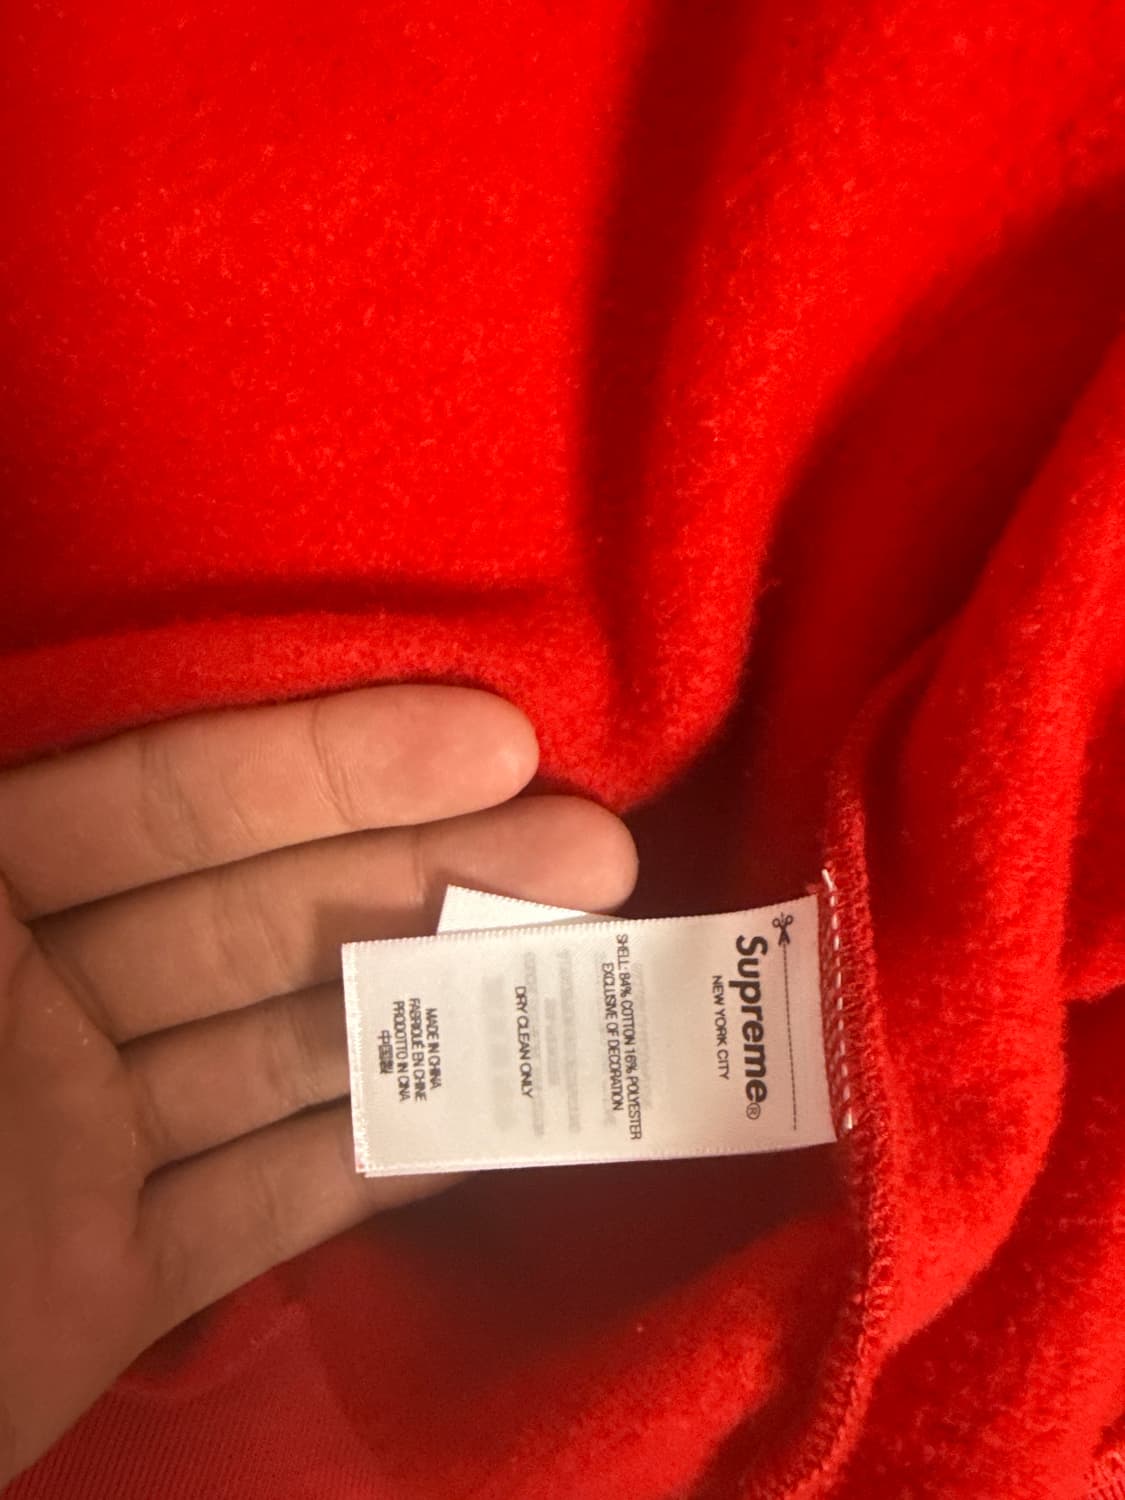 Supreme®
NEW YORK CITY
SHELL: 84% COTTON 16% POLYESTER
EXCLUSIVE OF DECORATION
DRY CLEAN ONLY
MADE IN CHINA
FABRIQUÉ EN CHINE
PRODOTTO IN CINA
中国製